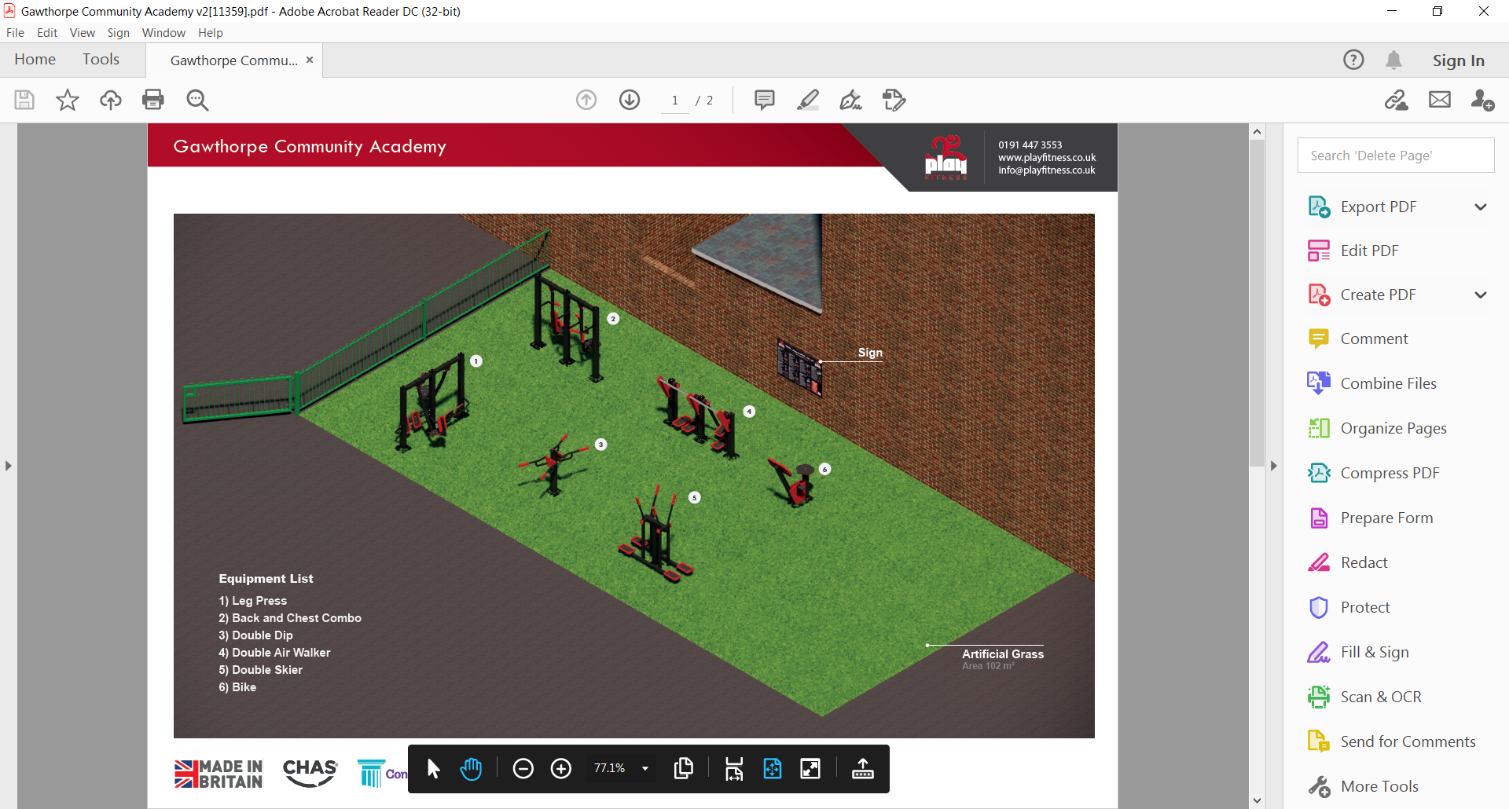 Gawthorpe Community Academy v2[11359].pdf - Adobe Acrobat Reader DC (32-bit)
File Edit View Sign Window Help
Home Tools Gawthorpe Commu... × Sign In
1 / 2
Search 'Delete Page'
Export PDF
Edit PDF
Create PDF
Comment
Combine Files
Organize Pages
Compress PDF
Prepare Form
Redact
Protect
Fill & Sign
Scan & OCR
Send for Comments
More Tools
Gawthorpe Community Academy
play
FITNESS
0191 447 3553
www.playfitness.co.uk
info@playfitness.co.uk
1
2
3
4
5
6
Sign
Equipment List
1) Leg Press
2) Back and Chest Combo
3) Double Dip
4) Double Air Walker
5) Double Skier
6) Bike
Artificial Grass
Area 102 m²
MADE IN
BRITAIN
CHAS
Con
77.1%